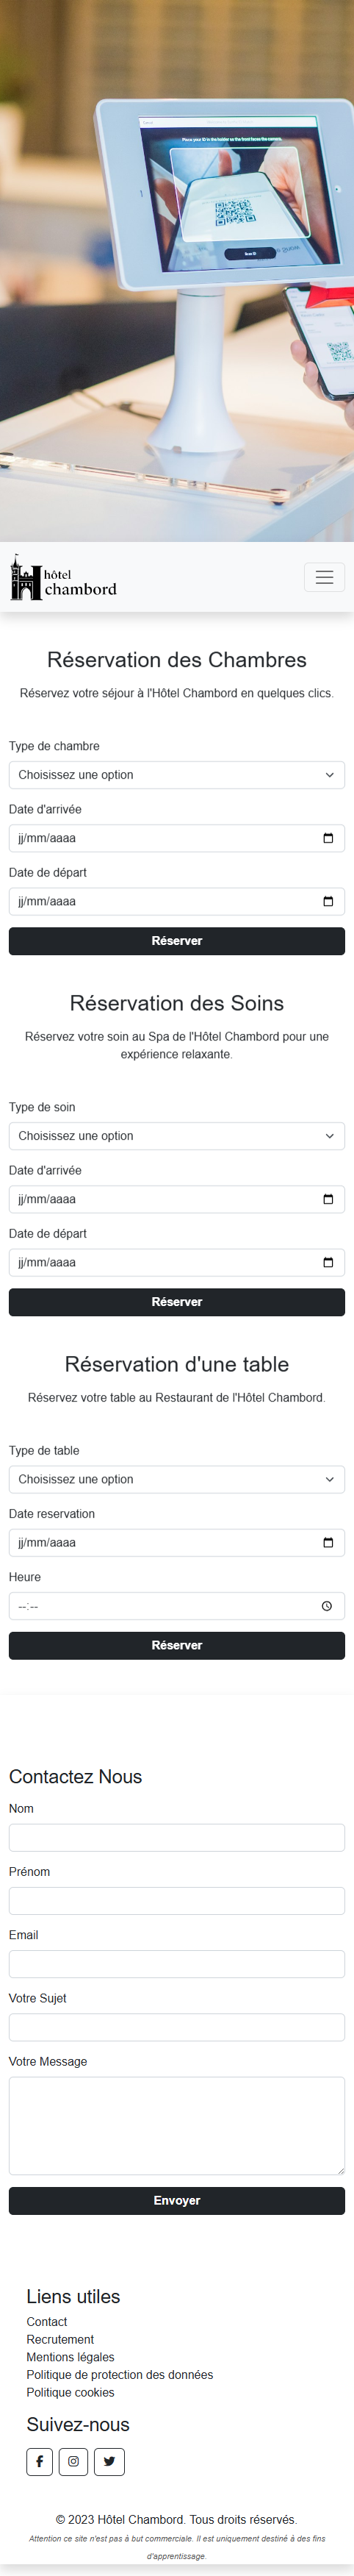 Place your ID in the holder so the front faces the camera.
Scan ID
hôtel
chambord
Réservation des Chambres
Réservez votre séjour à l'Hôtel Chambord en quelques clics.
Type de chambre
Choisissez une option
Date d'arrivée
jj/mm/aaaa
Date de départ
jj/mm/aaaa
Réserver
Réservation des Soins
Réservez votre soin au Spa de l'Hôtel Chambord pour une
expérience relaxante.
Type de soin
Choisissez une option
Date d'arrivée
jj/mm/aaaa
Date de départ
jj/mm/aaaa
Réserver
Réservation d'une table
Réservez votre table au Restaurant de l'Hôtel Chambord.
Type de table
Choisissez une option
Date reservation
jj/mm/aaaa
Heure
--:--
Réserver
Contactez Nous
Nom
Prénom
Email
Votre Sujet
Votre Message
Envoyer
Liens utiles
Contact
Recrutement
Mentions légales
Politique de protection des données
Politique cookies
Suivez-nous
© 2023 Hôtel Chambord. Tous droits réservés.
Attention ce site n'est pas à but commerciale. Il est uniquement destiné à des fins
d'apprentissage.